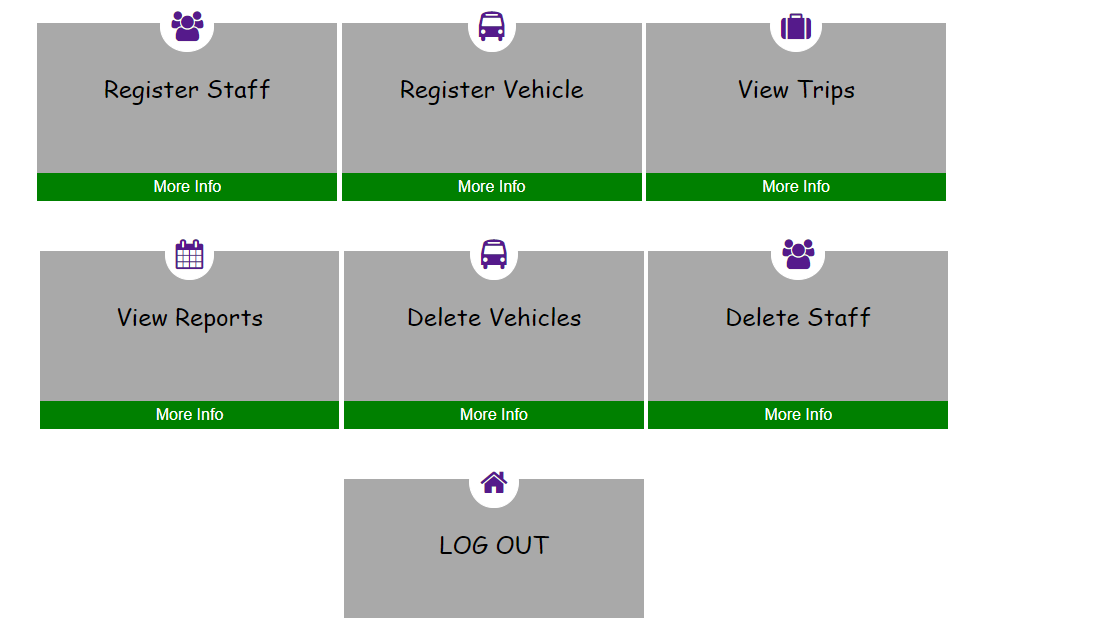 Register Staff
Register Vehicle
View Trips
More Info
More Info
More Info
View Reports
Delete Vehicles
Delete Staff
More Info
More Info
More Info
LOG OUT